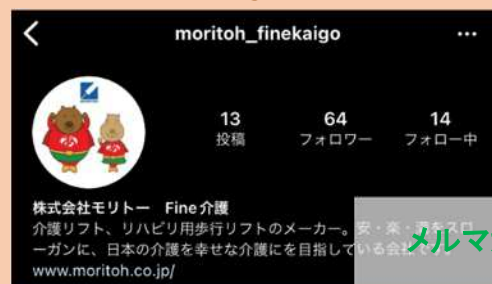 moritoh_finekaigo
13
64
14
投稿
フォロワー
フォロー中
株式会社モリトー Fine介護
介護リフト、リハビリ用歩行リフトのメーカー。安・楽・をスロ
ーガンに、日本の介護を幸せな介護にを目指している会
www.moritoh.co.jp/
メルマ